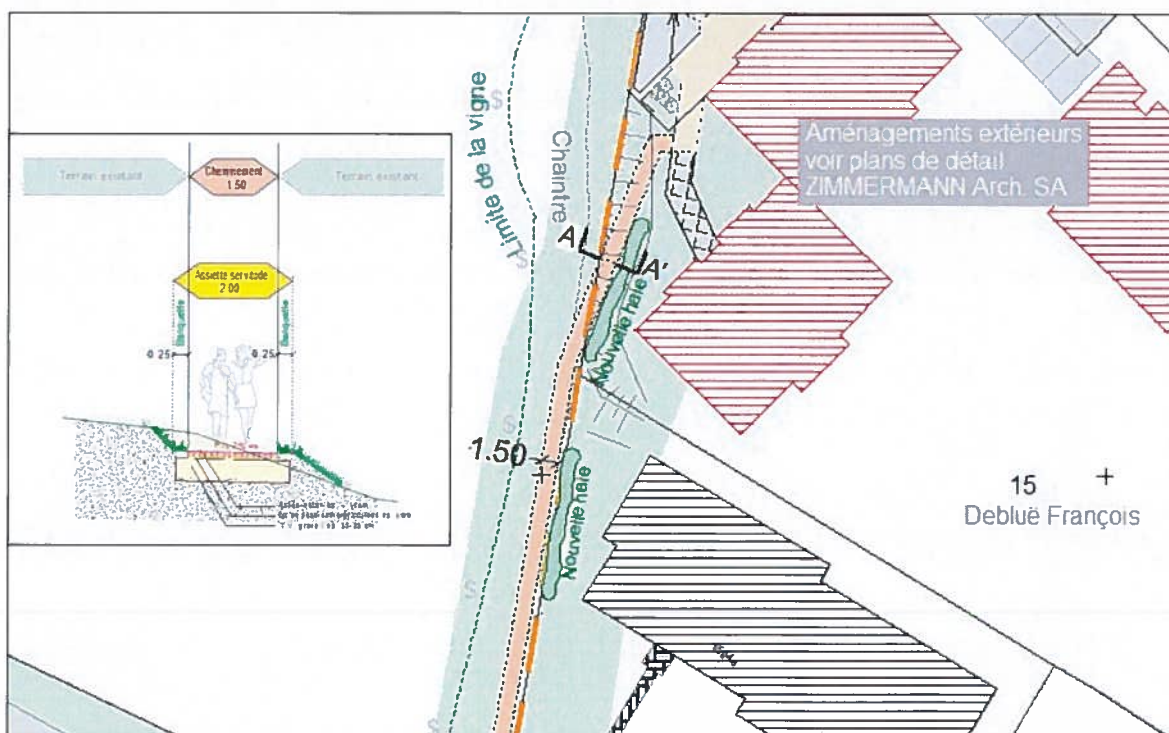 Terrain existant
Cheminement
1.50
Terrain existant
Assiette servitude
2.00
Banquette
Banquette
0.25
0.25
Limite de la vigne
Chaintre
A
A'
Nouvelle haie
1.50
Nouvelle haie
Aménagements extérieurs
voir plans de détail
ZIMMERMANN Arch. SA
15
Debluë François
S
S
S
S
S